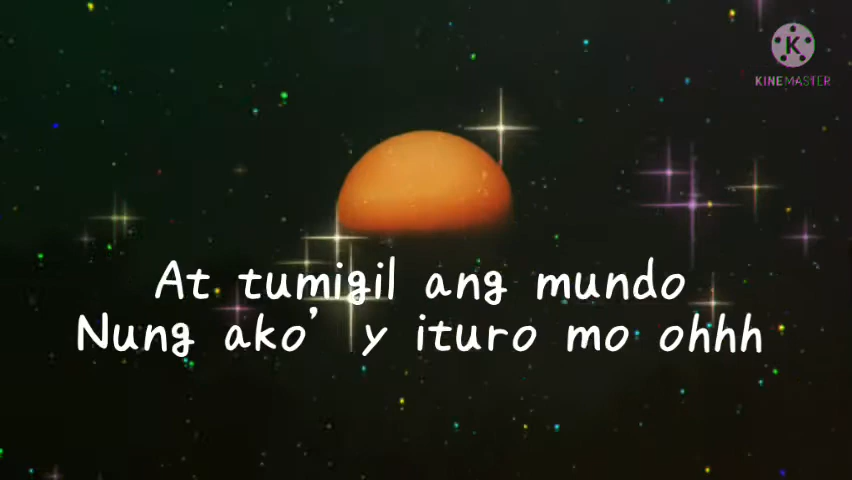 K
KINEMASTER
At tumigil ang mundo
Nung ako'y ituro mo ohhh